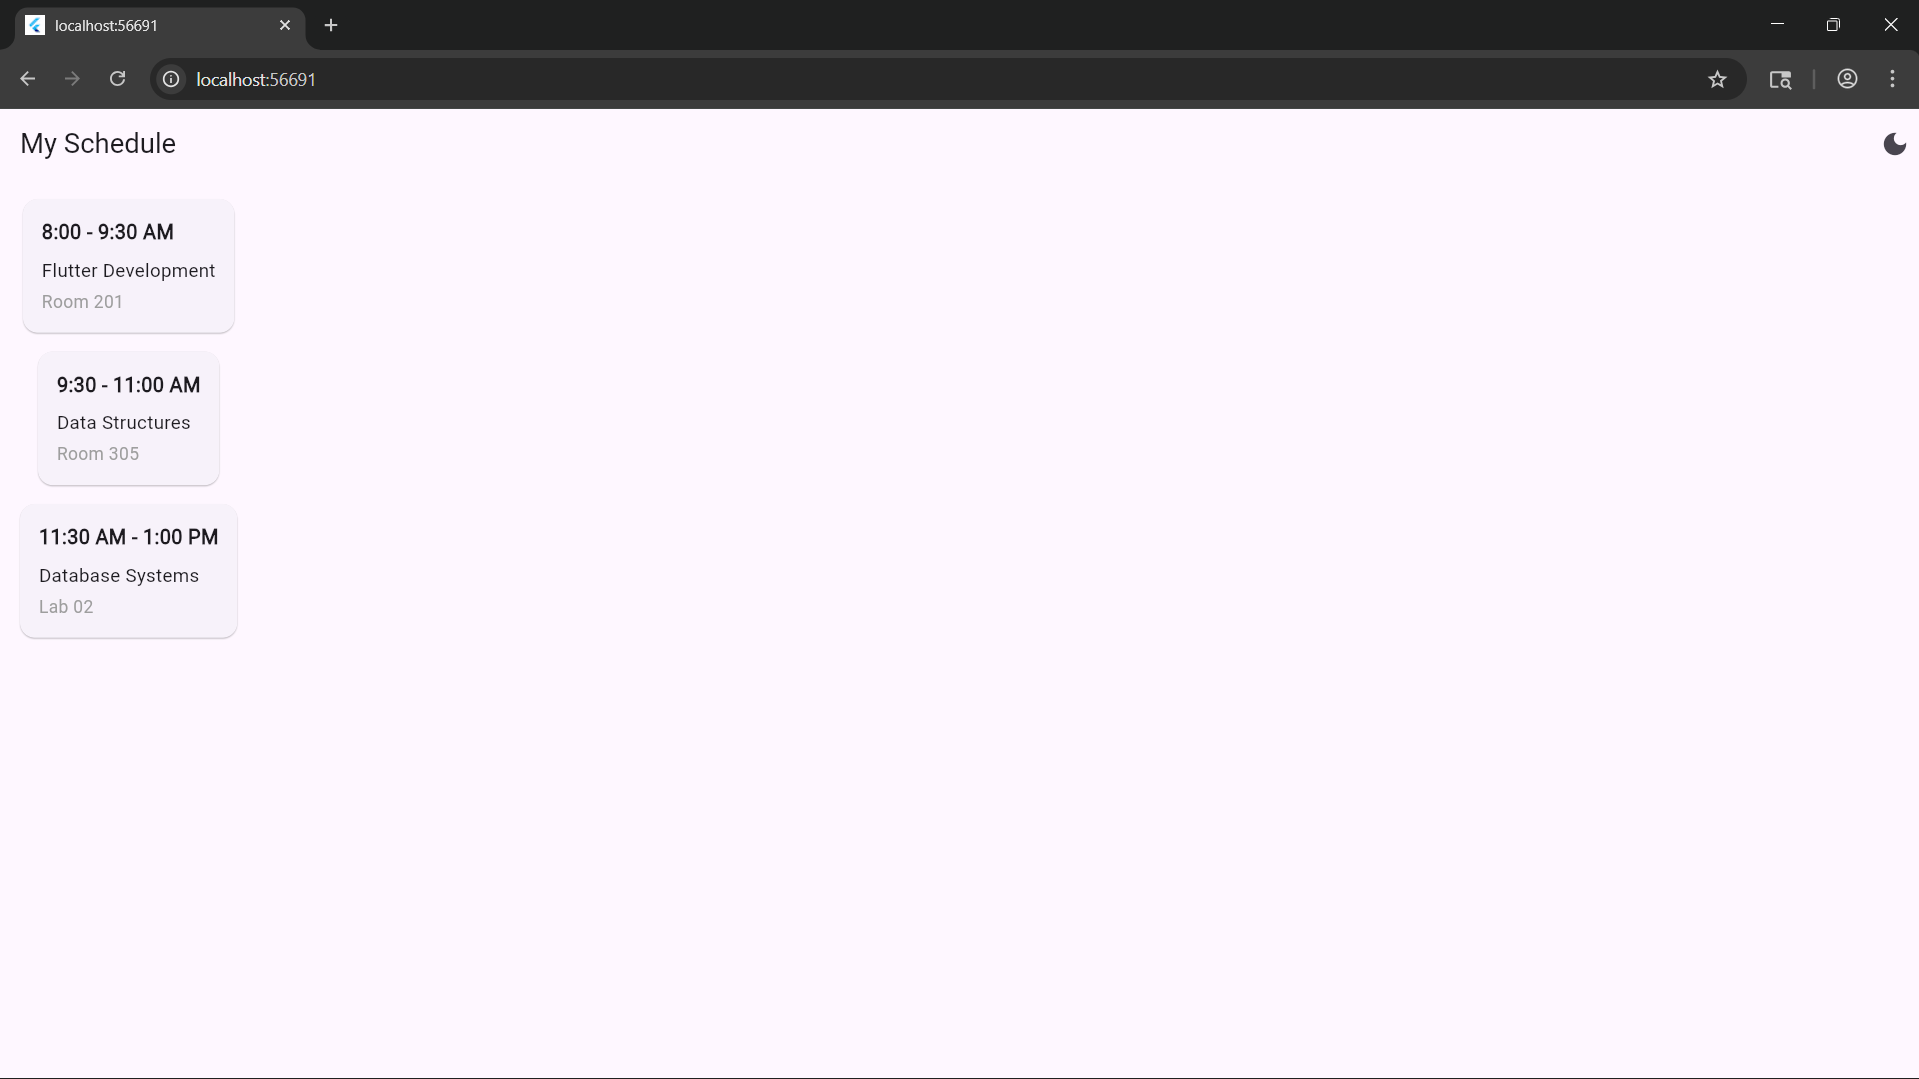 localhost:56691
localhost:56691
My Schedule
8:00 - 9:30 AM
Flutter Development
Room 201
9:30 - 11:00 AM
Data Structures
Room 305
11:30 AM - 1:00 PM
Database Systems
Lab 02